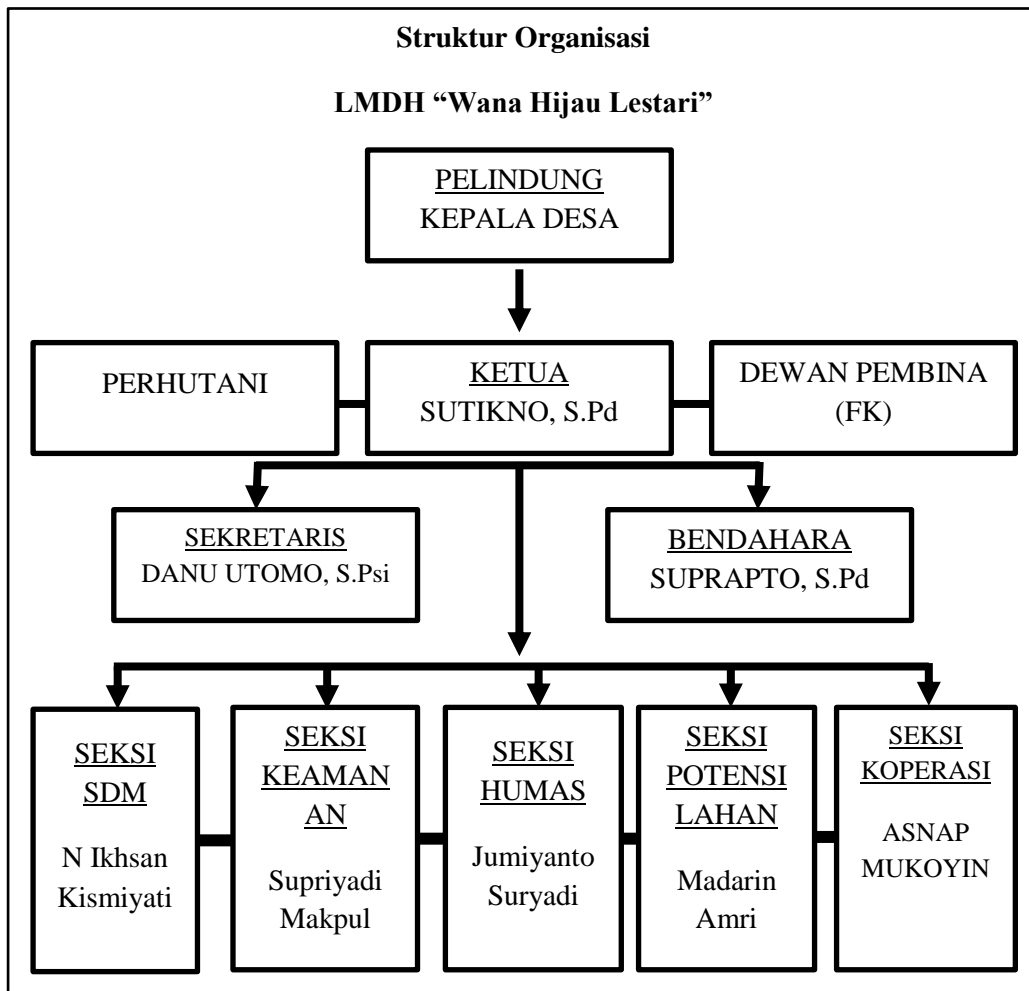 Struktur Organisasi
LMDH “Wana Hijau Lestari”
PELINDUNG
KEPALA DESA
PERHUTANI
KETUA
SUTIKNO, S.Pd
DEWAN PEMBINA
(FK)
SEKRETARIS
DANU UTOMO, S.Psi
BENDAHARA
SUPRAPTO, S.Pd
SEKSI
SDM
N Ikhsan
Kismiyati
SEKSI
KEAMAN
AN
Supriyadi
Makpul
SEKSI
HUMAS
Jumiyanto
Suryadi
SEKSI
POTENSI
LAHAN
Madarin
Amri
SEKSI
KOPERASI
ASNAP
MUKOYIN